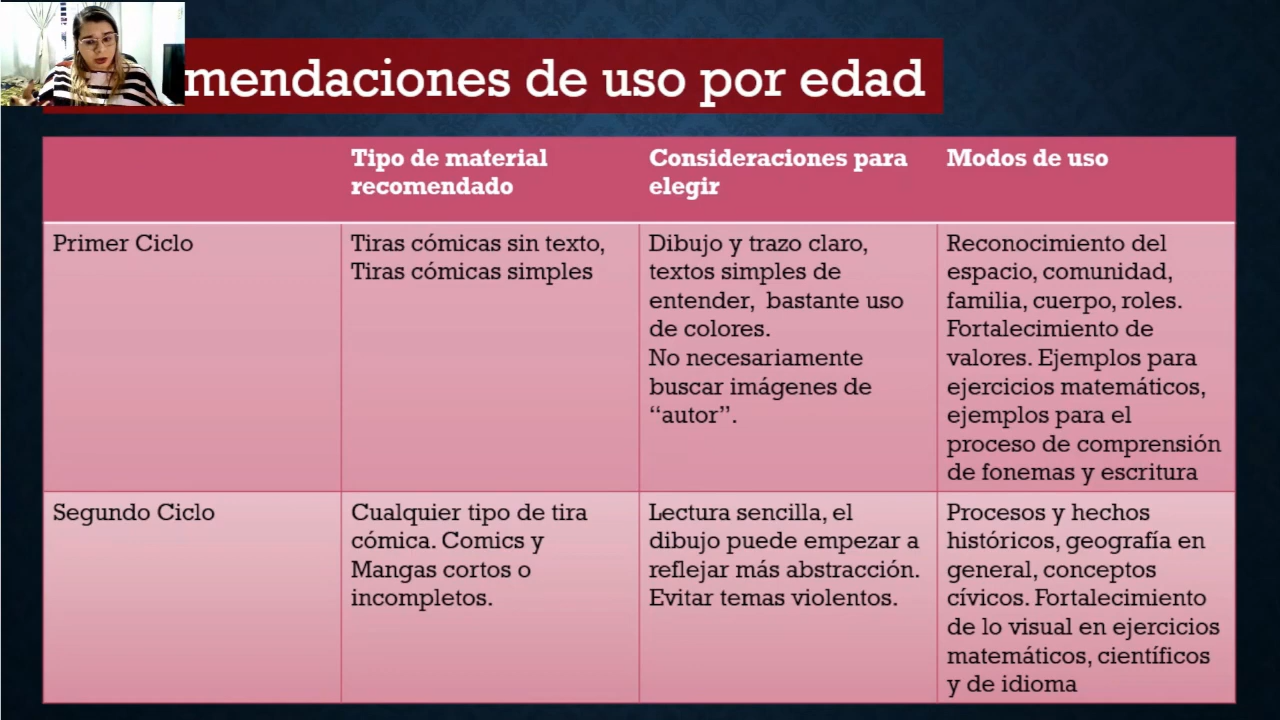 mendaciones de uso por edad
Tipo de material
recomendado
Consideraciones para
elegir
Modos de uso
Primer Ciclo
Tiras cómicas sin texto,
Tiras cómicas simples
Dibujo y trazo claro,
textos simples de
entender, bastante uso
de colores.
No necesariamente
buscar imágenes de
“autor”.
Reconocimiento del
espacio, comunidad,
familia, cuerpo, roles.
Fortalecimiento de
valores. Ejemplos para
ejercicios matemáticos,
ejemplos para el
proceso de comprensión
de fonemas y escritura
Segundo Ciclo
Cualquier tipo de tira
cómica. Comics y
Mangas cortos o
incompletos.
Lectura sencilla, el
dibujo puede empezar a
reflejar más abstracción.
Evitar temas violentos.
Procesos y hechos
históricos, geografía en
general, conceptos
cívicos. Fortalecimiento
de lo visual en ejercicios
matemáticos, científicos
y de idioma